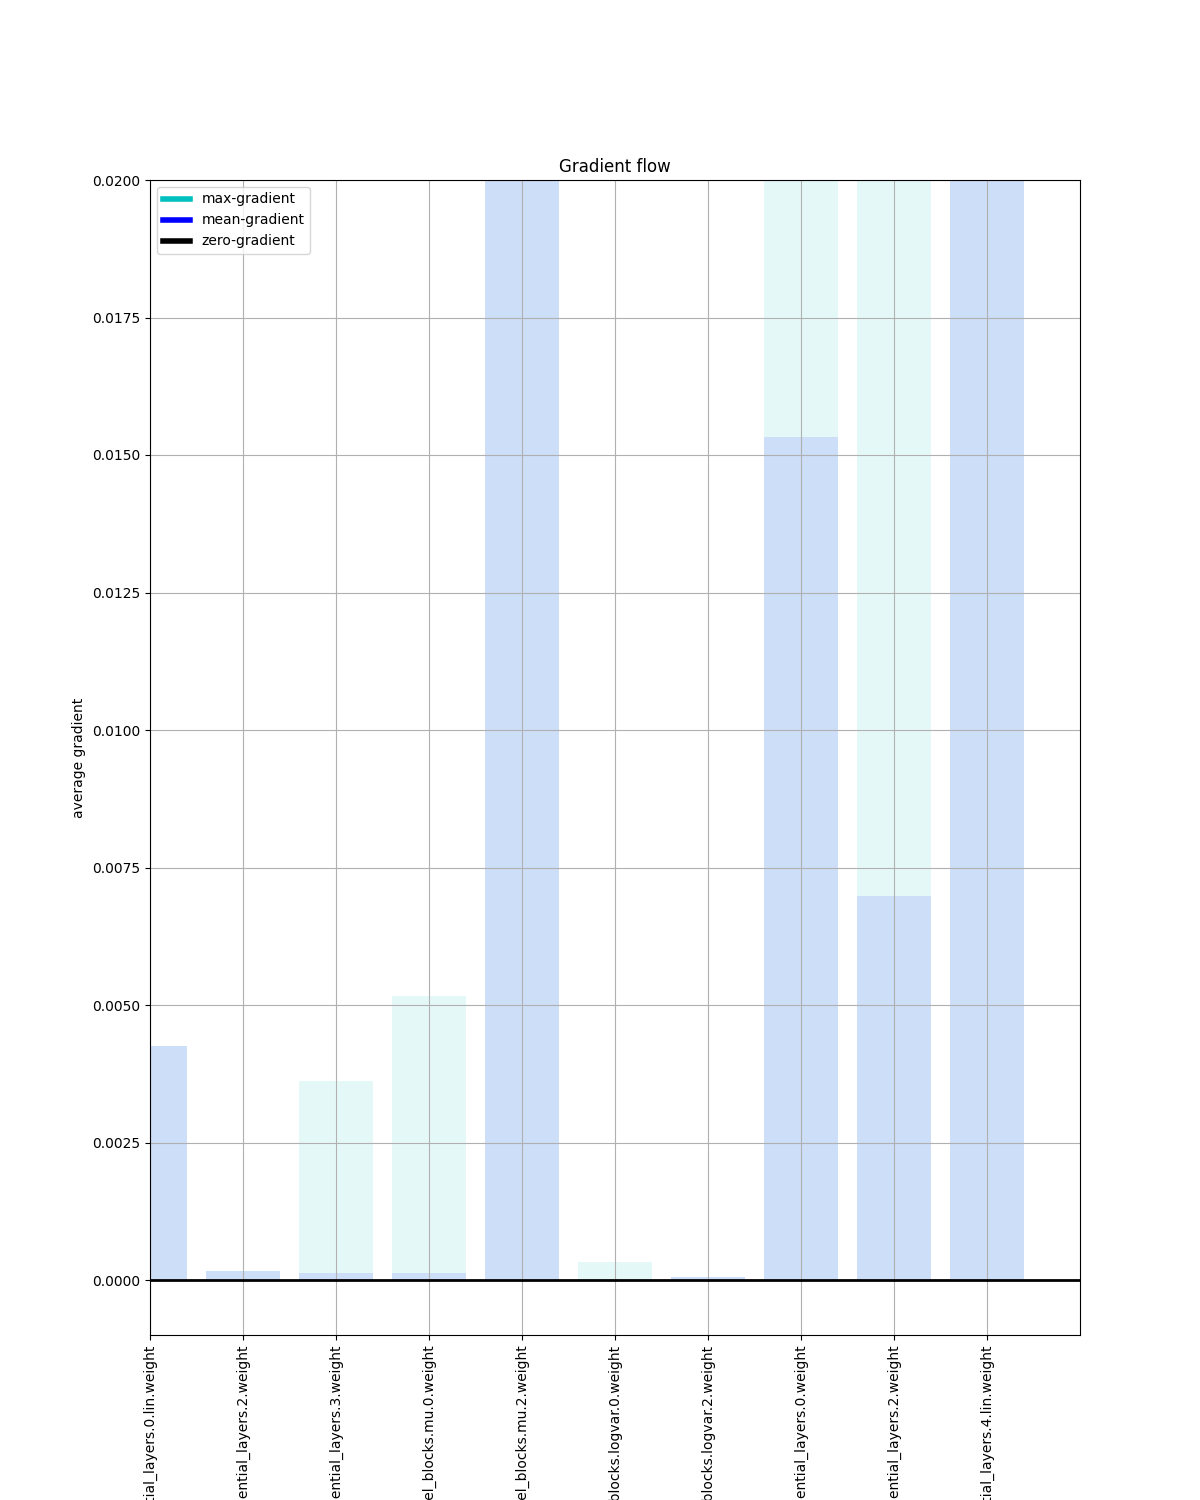 Gradient flow
max-gradient
mean-gradient
zero-gradient
0.0200
0.0175
0.0150
0.0125
0.0100
0.0075
0.0050
0.0025
0.0000
average gradient
tial_layers.0.lin.weight
ential_layers.2.weight
ential_layers.3.weight
el_blocks.mu.0.weight
el_blocks.mu.2.weight
blocks.logvar.0.weight
blocks.logvar.2.weight
ential_layers.0.weight
ential_layers.2.weight
tial_layers.4.lin.weight